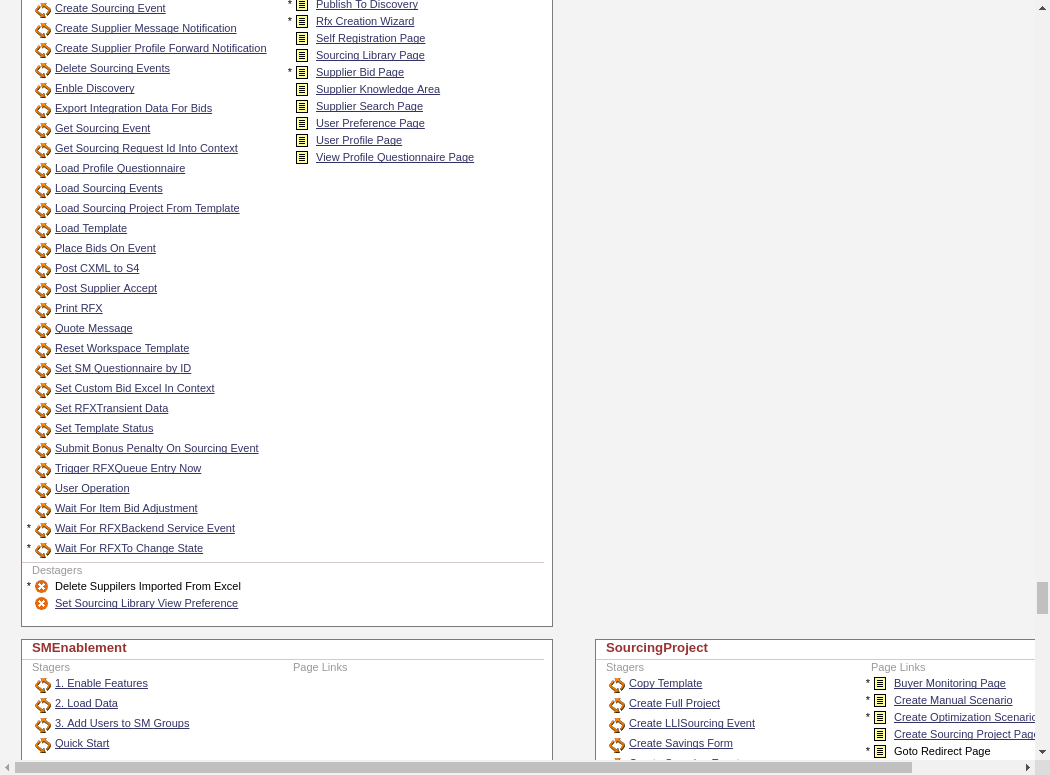 Create Sourcing Event
Create Supplier Message Notification
Create Supplier Profile Forward Notification
Delete Sourcing Events
Enble Discovery
Export Integration Data For Bids
Get Sourcing Event
Get Sourcing Request Id Into Context
Load Profile Questionnaire
Load Sourcing Events
Load Sourcing Project From Template
Load Template
Place Bids On Event
Post CXML to S4
Post Supplier Accept
Print RFX
Quote Message
Reset Workspace Template
Set SM Questionnaire by ID
Set Custom Bid Excel In Context
Set RFXTransient Data
Set Template Status
Submit Bonus Penalty On Sourcing Event
Trigger RFXQueue Entry Now
User Operation
Wait For Item Bid Adjustment
* Wait For RFXBackend Service Event
* Wait For RFXTo Change State
* Publish To Discovery
* Rfx Creation Wizard
Self Registration Page
Sourcing Library Page
* Supplier Bid Page
Supplier Knowledge Area
Supplier Search Page
User Preference Page
User Profile Page
View Profile Questionnaire Page
Destagers
* Delete Suppilers Imported From Excel
Set Sourcing Library View Preference
SMEnablement
Stagers
1. Enable Features
2. Load Data
3. Add Users to SM Groups
Quick Start
Page Links
SourcingProject
Stagers
Copy Template
Create Full Project
Create LLISourcing Event
Create Savings Form
Page Links
* Buyer Monitoring Page
* Create Manual Scenario
* Create Optimization Scenario
Create Sourcing Project Page
* Goto Redirect Page